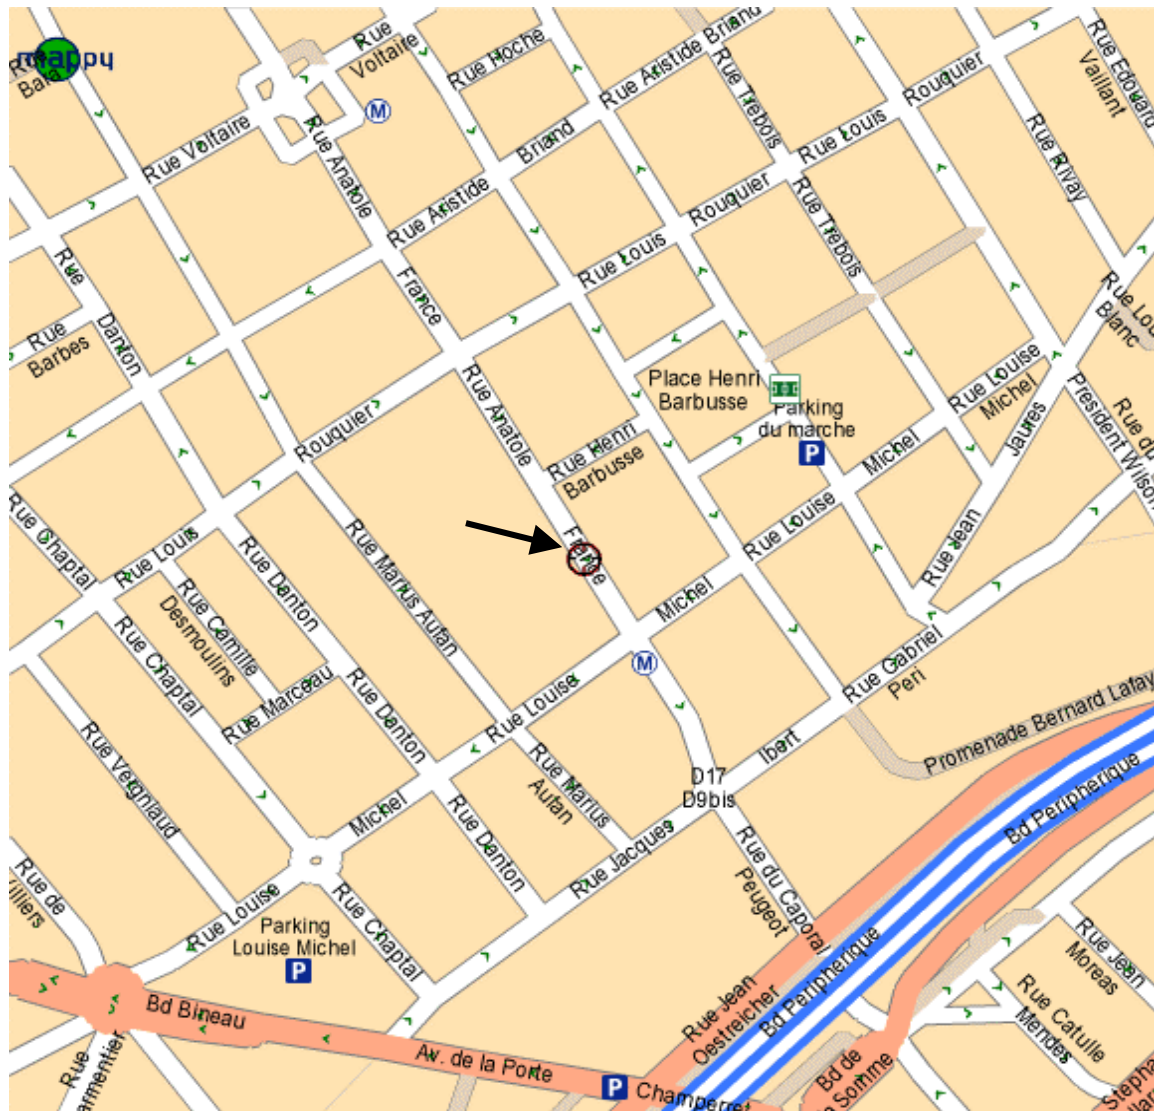 mappy
Rue
Voltaire
Rue Hoche
Rue Aristide Briand
Rue Trebois
Rouquier
Rue Edouard
Vaillant
M
Rue Voltaire
Rue Anatole
Briand
Rue Louis
Rue Rivay
Rue Aristide
Rouquier
Rue Trebois
Rue
Rue Louis
France
Danton
Rue
Barbes
Rue Lou
Blanc
Rue Anatole
Place Henri
Barbusse
Rue Louise
Michel
President Wilson
Rue du
Parking
du marche
P
Rouquier
Rue Henri
Barbusse
Michel
Jaures
Rue Chaptal
Rue Louis
Rue Danton
Rue Marius Aufan
Rue Louise
Rue Jean
Rue Camille
Desmoulins
Michel
Rue Chaptal
M
Rue Gabriel
Peri
Rue Marceau
Rue Danton
Rue Louise
Promenade Bernard Lafay
Rue Vergniaud
Rue Marius
Aufan
Ibert
D17
D9bis
Bd Peripherique
Michel
Rue Danton
Rue Jacques
Rue du Caporal
Peugeot
Rue de
Villiers
Rue Louise
Rue Chaptal
Parking
Louise Michel
P
Bd Peripherique
Rue Jean
Moreas
Bd Bineau
Rue Jean
Oestreicher
Rue Catulle
Mendes
Rue
Av. de la Porte
P
Champerret
Bd de
Somme